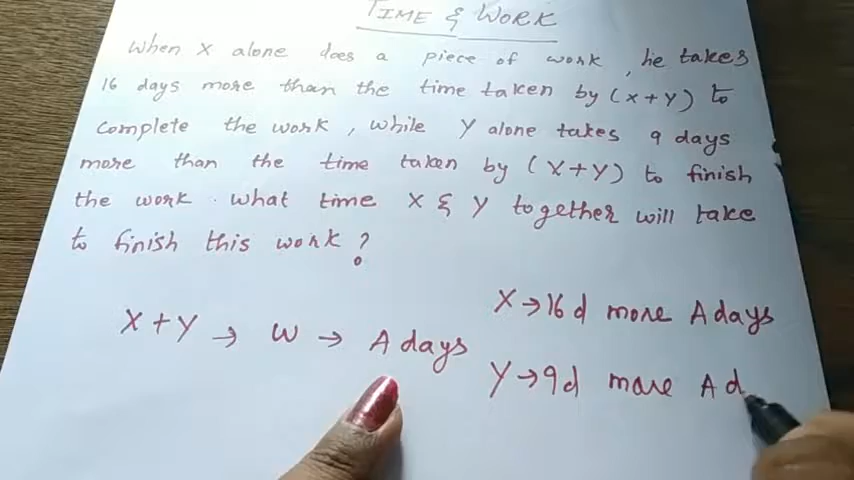 TIME & WORK
When X alone does a piece of work, he takes
16 days more than the time taken by (X+Y) to
Complete the work, while Y alone takes 9 days
more than the time taken by (X+Y) to finish
the work. what time X & Y together will take
to finish this work?
X+Y → W → A days
X → 16d more A days
Y → 9d more A d